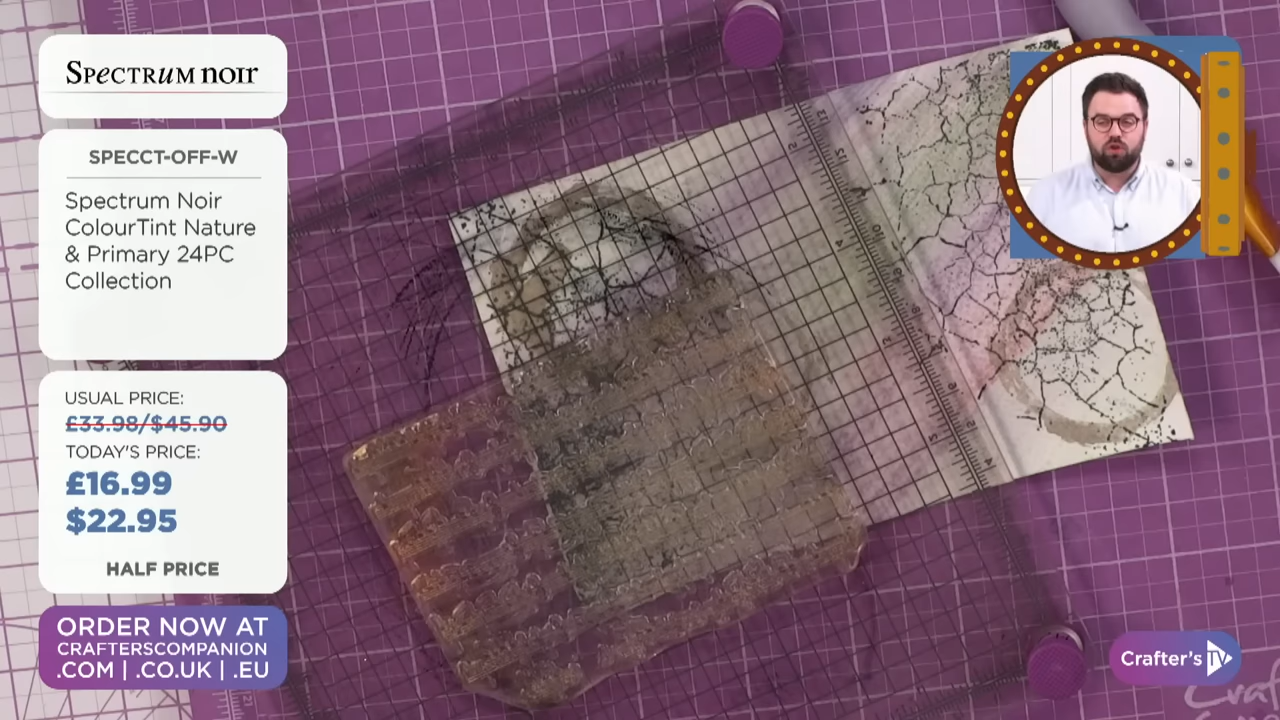 SPECTRUM NOIR
SPECCT-OFF-W
Spectrum Noir
ColourTint Nature
& Primary 24PC
Collection
USUAL PRICE:
£33.98/$45.90
TODAY'S PRICE:
£16.99
$22.95
HALF PRICE
ORDER NOW AT
CRAFTERSCOMPANION
.COM | .CO.UK | .EU
Crafter's TV